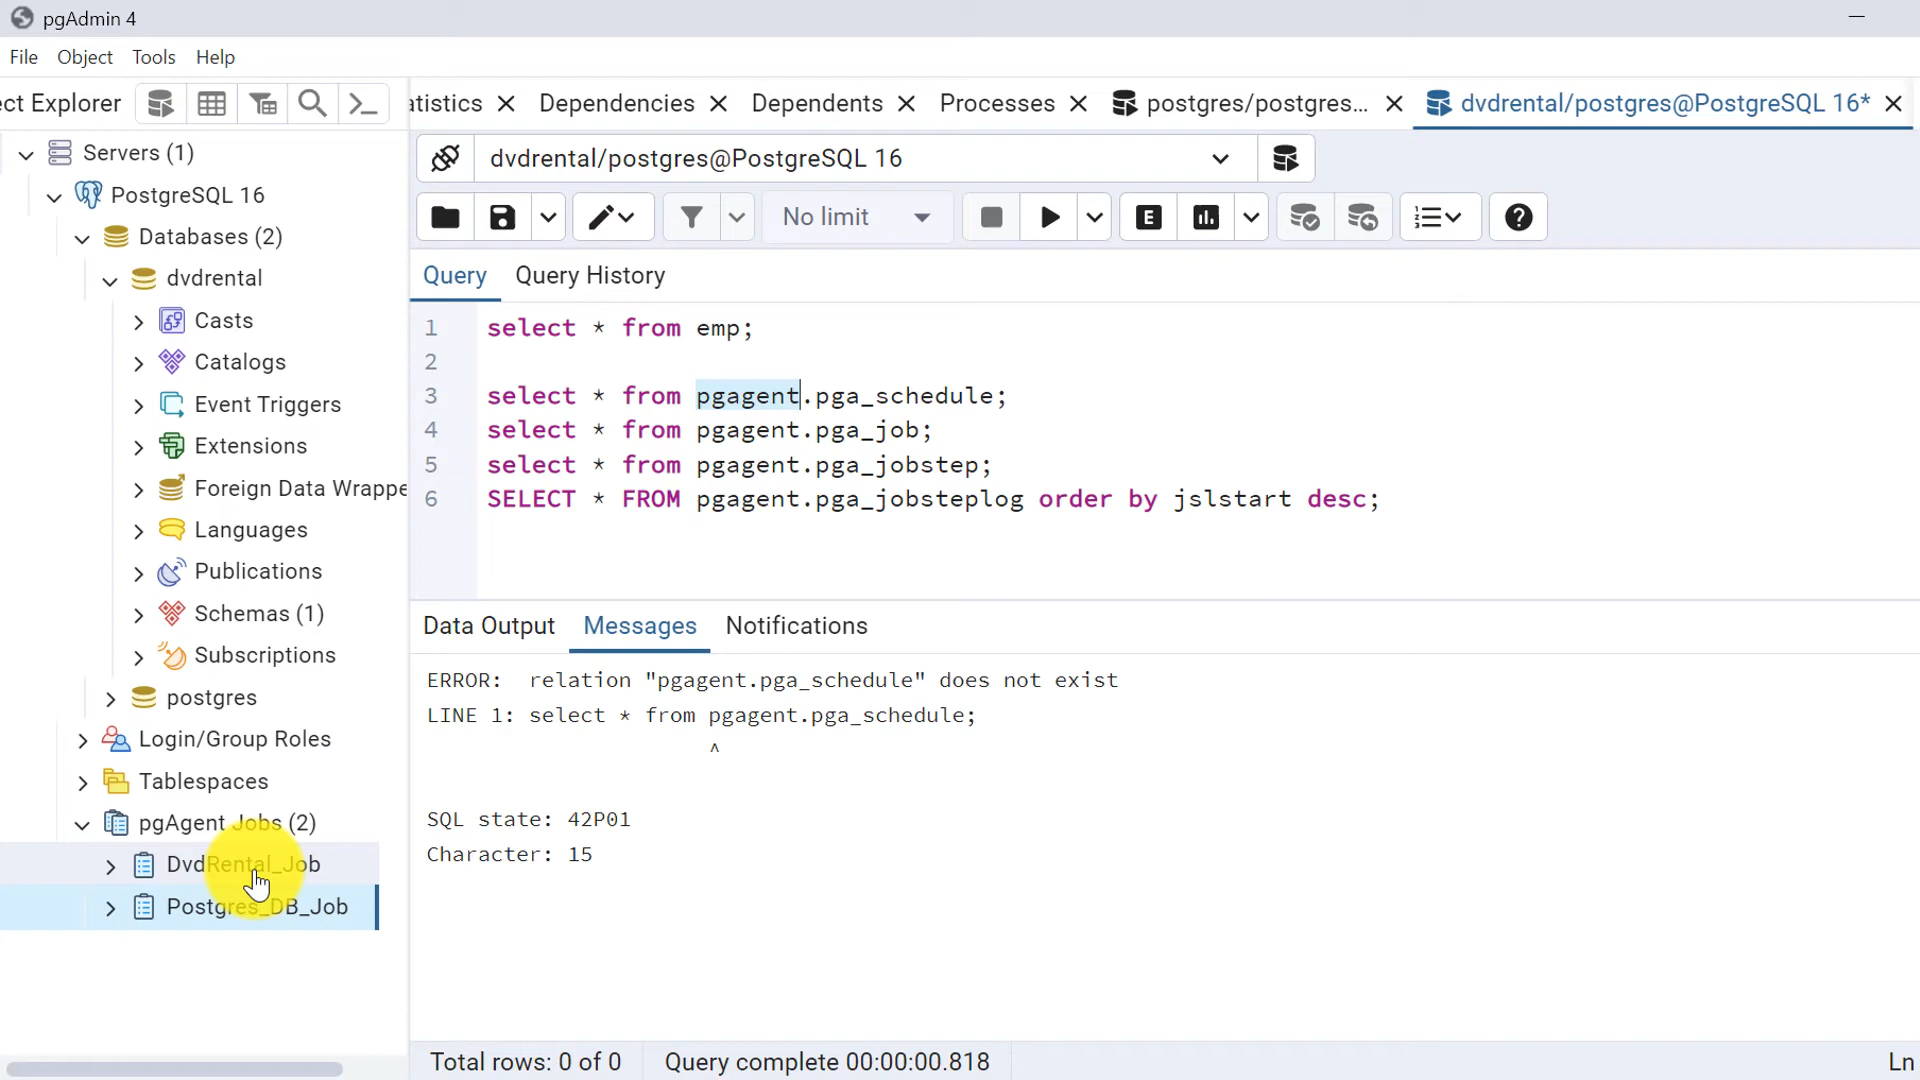 pgAdmin 4
File Object Tools Help
ect Explorer
atistics Dependencies Dependents Processes postgres/postgres... dvdrental/postgres@PostgreSQL 16*
Servers (1)
PostgreSQL 16
Databases (2)
dvdrental
Casts
Catalogs
Event Triggers
Extensions
Foreign Data Wrappe
Languages
Publications
Schemas (1)
Subscriptions
postgres
Login/Group Roles
Tablespaces
pgAgent Jobs (2)
DvdRental_Job
Postgres_DB_Job
dvdrental/postgres@PostgreSQL 16
No limit
E
Query Query History
1 select * from emp;
2
3 select * from pgagent.pga_schedule;
4 select * from pgagent.pga_job;
5 select * from pgagent.pga_jobstep;
6 SELECT * FROM pgagent.pga_jobsteplog order by jslstart desc;
Data Output Messages Notifications
ERROR: relation "pgagent.pga_schedule" does not exist
LINE 1: select * from pgagent.pga_schedule;
^
SQL state: 42P01
Character: 15
Total rows: 0 of 0 Query complete 00:00:00.818 Ln